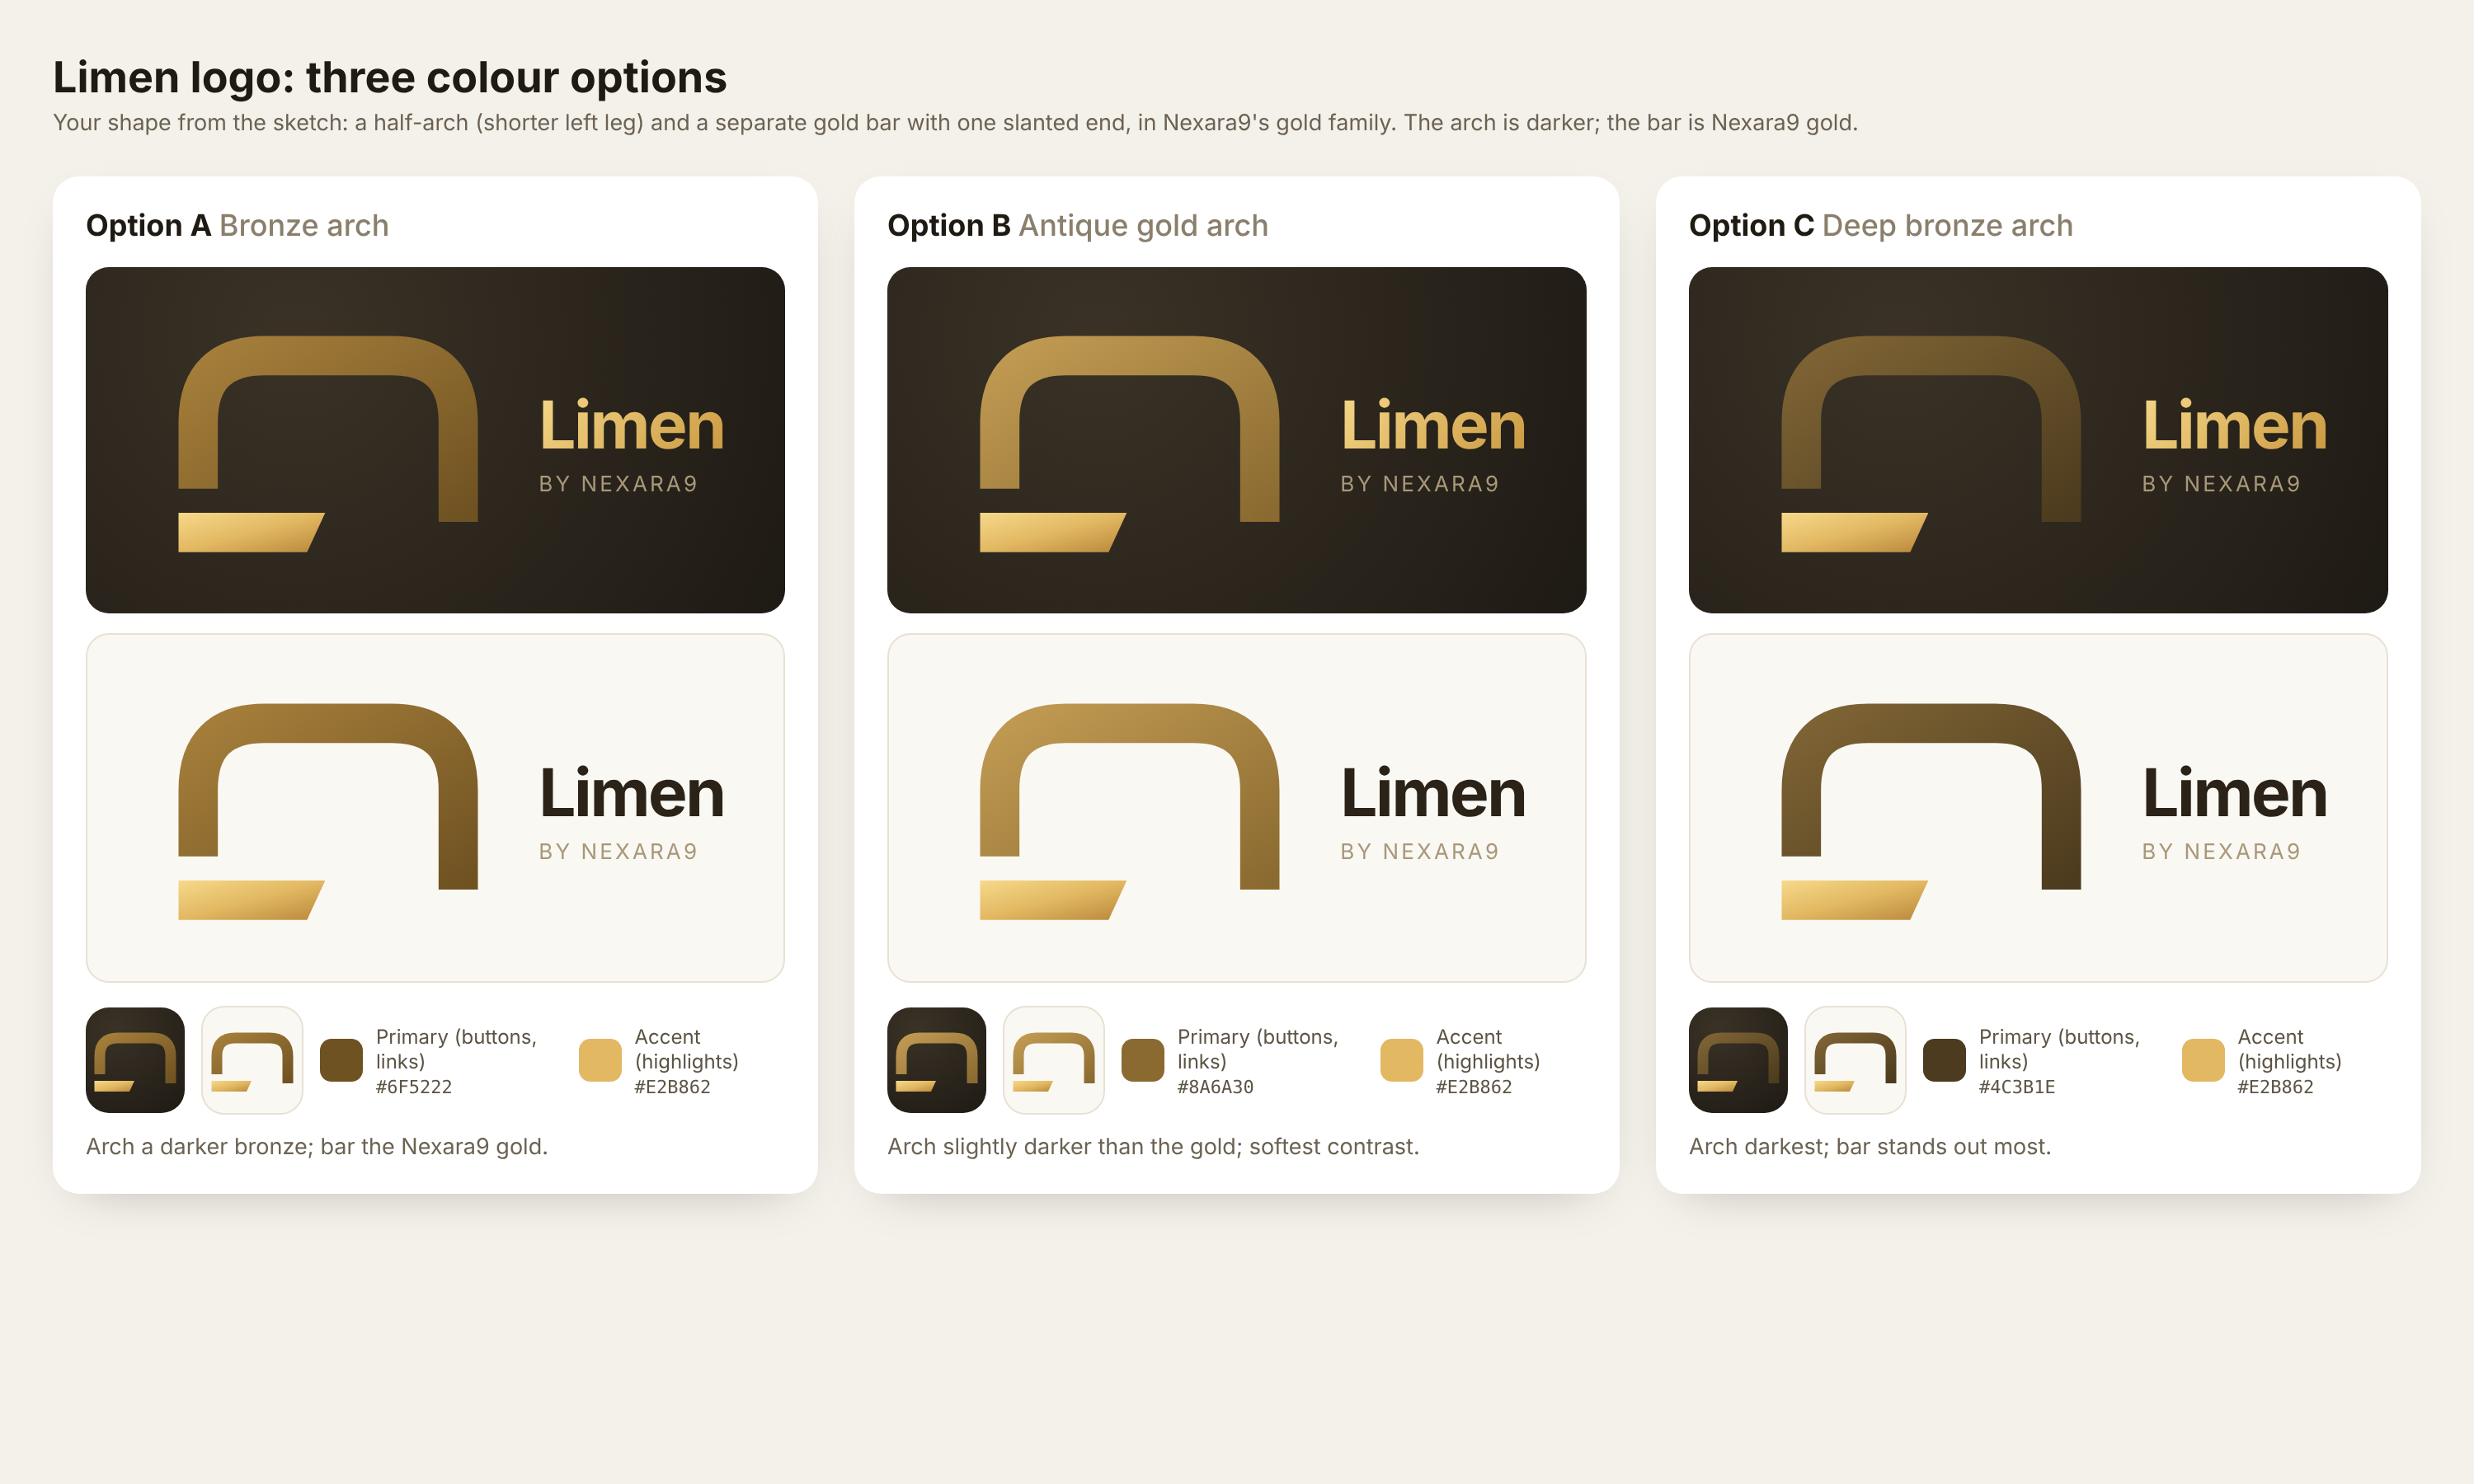 Limen logo: three colour options
Your shape from the sketch: a half-arch (shorter left leg) and a separate gold bar with one slanted end, in Nexara9's gold family. The arch is darker; the bar is Nexara9 gold.
Option A Bronze arch
Limen
BY NEXARA9
Limen
BY NEXARA9
Primary (buttons,
links)
#6F5222
Accent
(highlights)
#E2B862
Arch a darker bronze; bar the Nexara9 gold.
Option B Antique gold arch
Limen
BY NEXARA9
Limen
BY NEXARA9
Primary (buttons,
links)
#8A6A30
Accent
(highlights)
#E2B862
Arch slightly darker than the gold; softest contrast.
Option C Deep bronze arch
Limen
BY NEXARA9
Limen
BY NEXARA9
Primary (buttons,
links)
#4C3B1E
Accent
(highlights)
#E2B862
Arch darkest; bar stands out most.